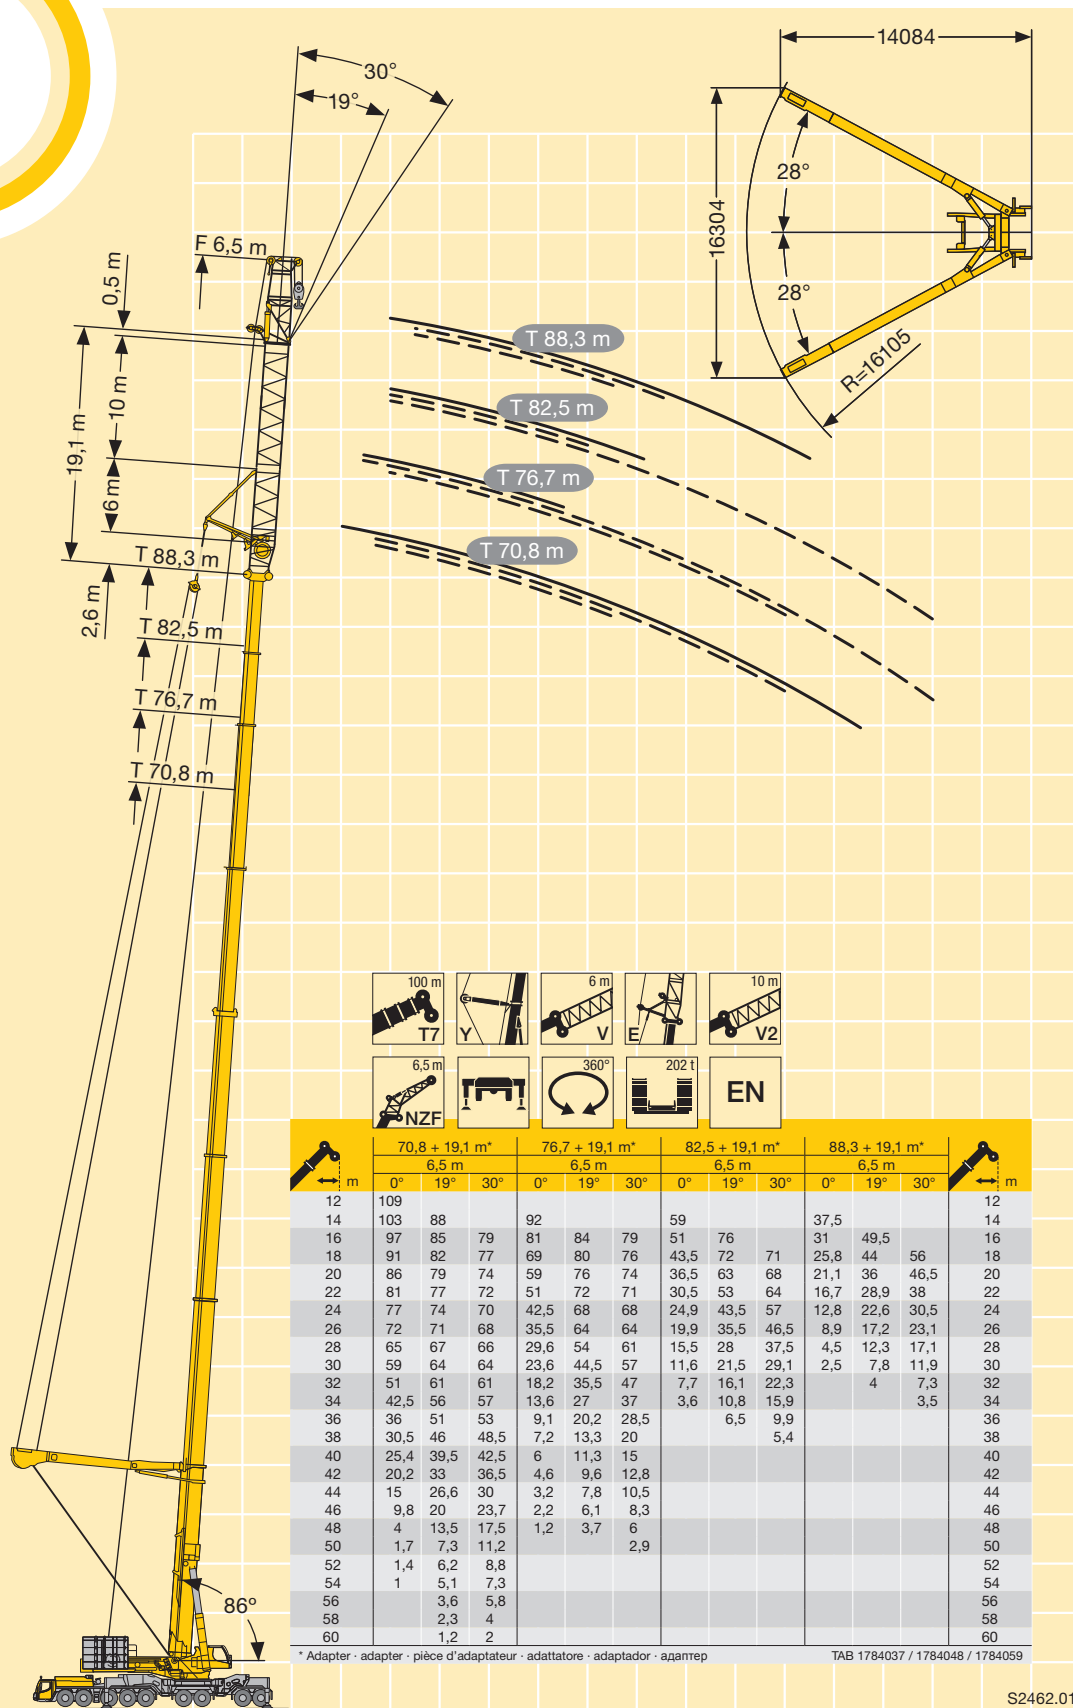 14084
30°
19°
28°
16304
28°
R=16105
F 6,5 m
0,5 m
10 m
19,1 m
6 m
T 88,3 m
2,6 m
T 82,5 m
T 76,7 m
T 70,8 m
T 88,3 m
T 82,5 m
T 76,7 m
T 70,8 m
86°
100 m T7
Y
6 m V
E
10 m V2
6,5 m NZF
360°
202 t
EN
70,8 + 19,1 m* 76,7 + 19,1 m* 82,5 + 19,1 m* 88,3 + 19,1 m*
6,5 m 6,5 m 6,5 m 6,5 m
m 0° 19° 30° 0° 19° 30° 0° 19° 30° 0° 19° 30° m
12 109 12
14 103 88 92 59 37,5 14
16 97 85 79 81 84 79 51 76 31 49,5 16
18 91 82 77 69 80 76 43,5 72 71 25,8 44 56 18
20 86 79 74 59 76 74 36,5 63 68 21,1 36 46,5 20
22 81 77 72 51 72 71 30,5 53 64 16,7 28,9 38 22
24 77 74 70 42,5 68 68 24,9 43,5 57 12,8 22,6 30,5 24
26 72 71 68 35,5 64 64 19,9 35,5 46,5 8,9 17,2 23,1 26
28 65 67 66 29,6 54 61 15,5 28 37,5 4,5 12,3 17,1 28
30 59 64 64 23,6 44,5 57 11,6 21,5 29,1 2,5 7,8 11,9 30
32 51 61 61 18,2 35,5 47 7,7 16,1 22,3 4 7,3 32
34 42,5 56 57 13,6 27 37 3,6 10,8 15,9 3,5 34
36 36 51 53 9,1 20,2 28,5 6,5 9,9 36
38 30,5 46 48,5 7,2 13,3 20 5,4 38
40 25,4 39,5 42,5 6 11,3 15 40
42 20,2 33 36,5 4,6 9,6 12,8 42
44 15 26,6 30 3,2 7,8 10,5 44
46 9,8 20 23,7 2,2 6,1 8,3 46
48 4 13,5 17,5 1,2 3,7 6 48
50 1,7 7,3 11,2 2,9 50
52 1,4 6,2 8,8 52
54 1 5,1 7,3 54
56 3,6 5,8 56
58 2,3 4 58
60 1,2 2 60
* Adapter · adapter · pièce d'adaptateur · adattatore · adaptador · адаптер TAB 1784037 / 1784048 / 1784059
S2462.01